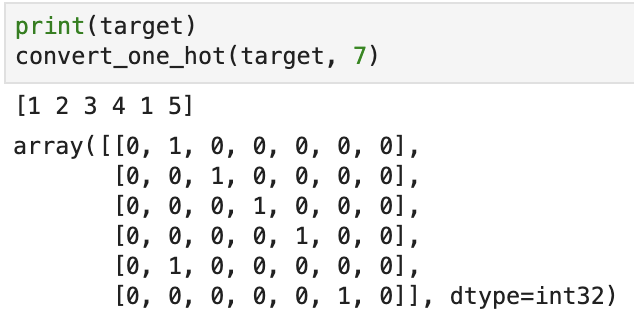 print(target)
convert_one_hot(target, 7)
[1 2 3 4 1 5]
array([[0, 1, 0, 0, 0, 0, 0],
       [0, 0, 1, 0, 0, 0, 0],
       [0, 0, 0, 1, 0, 0, 0],
       [0, 0, 0, 0, 1, 0, 0],
       [0, 1, 0, 0, 0, 0, 0],
       [0, 0, 0, 0, 0, 1, 0]], dtype=int32)